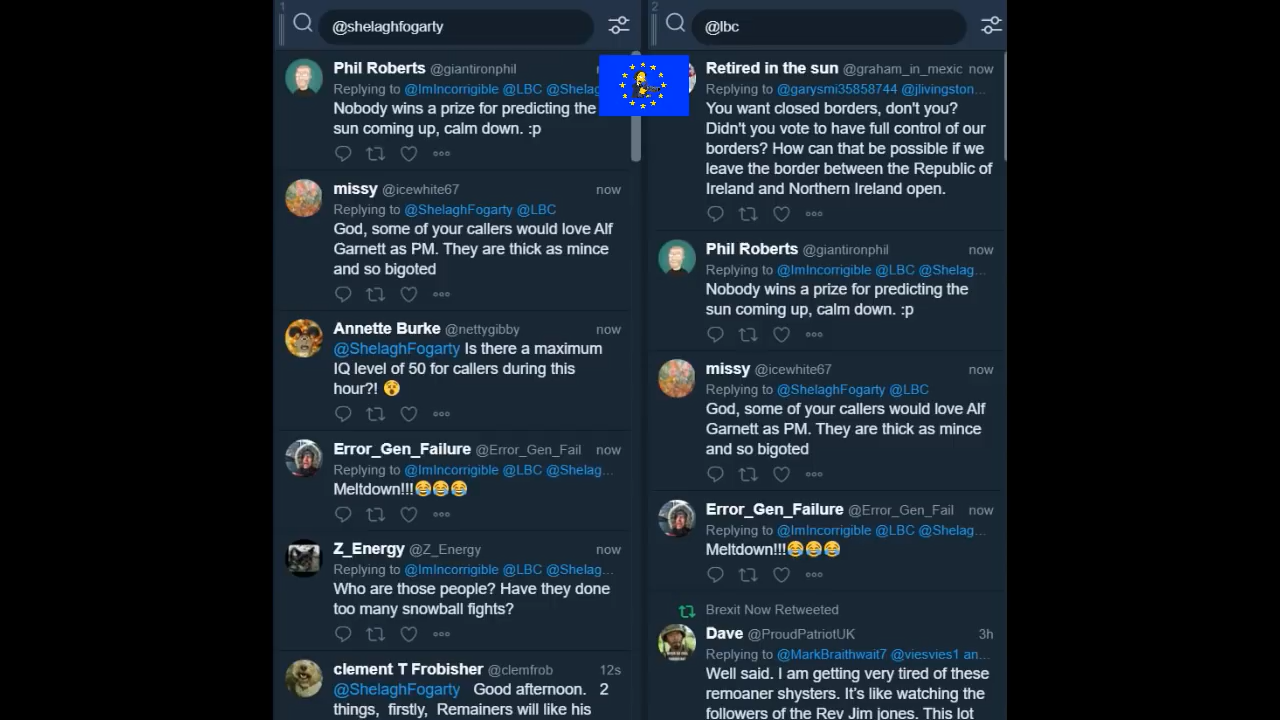 1
@shelaghfogarty
Phil Roberts @giantironphil
Replying to @ImIncorrigible @LBC @Shelag
Nobody wins a prize for predicting the
sun coming up, calm down. :p
missy @icewhite67 now
Replying to @ShelaghFogarty @LBC
God, some of your callers would love Alf
Garnett as PM. They are thick as mince
and so bigoted
Annette Burke @nettygibby now
@ShelaghFogarty Is there a maximum
IQ level of 50 for callers during this
hour?! 😵
Error_Gen_Failure @Error_Gen_Fail now
Replying to @ImIncorrigible @LBC @Shelag...
Meltdown!!!😂😂😂
Z_Energy @Z_Energy now
Replying to @ImIncorrigible @LBC @Shelag...
Who are those people? Have they done
too many snowball fights?
clement T Frobisher @clemfrob 12s
@ShelaghFogarty Good afternoon. 2
things, firstly, Remainers will like his
2
@lbc
Retired in the sun @graham_in_mexic now
Replying to @garysmi35858744 @jlivingston...
You want closed borders, don't you?
Didn't you vote to have full control of our
borders? How can that be possible if we
leave the border between the Republic of
Ireland and Northern Ireland open.
Phil Roberts @giantironphil now
Replying to @ImIncorrigible @LBC @Shelag...
Nobody wins a prize for predicting the
sun coming up, calm down. :p
missy @icewhite67 now
Replying to @ShelaghFogarty @LBC
God, some of your callers would love Alf
Garnett as PM. They are thick as mince
and so bigoted
Error_Gen_Failure @Error_Gen_Fail now
Replying to @ImIncorrigible @LBC @Shelag...
Meltdown!!!😂😂😂
Brexit Now Retweeted
Dave @ProudPatriotUK 3h
Replying to @MarkBraithwait7 @viesvies1 an...
Well said. I am getting very tired of these
remoaner shysters. It's like watching the
followers of the Rev Jim jones. This lot